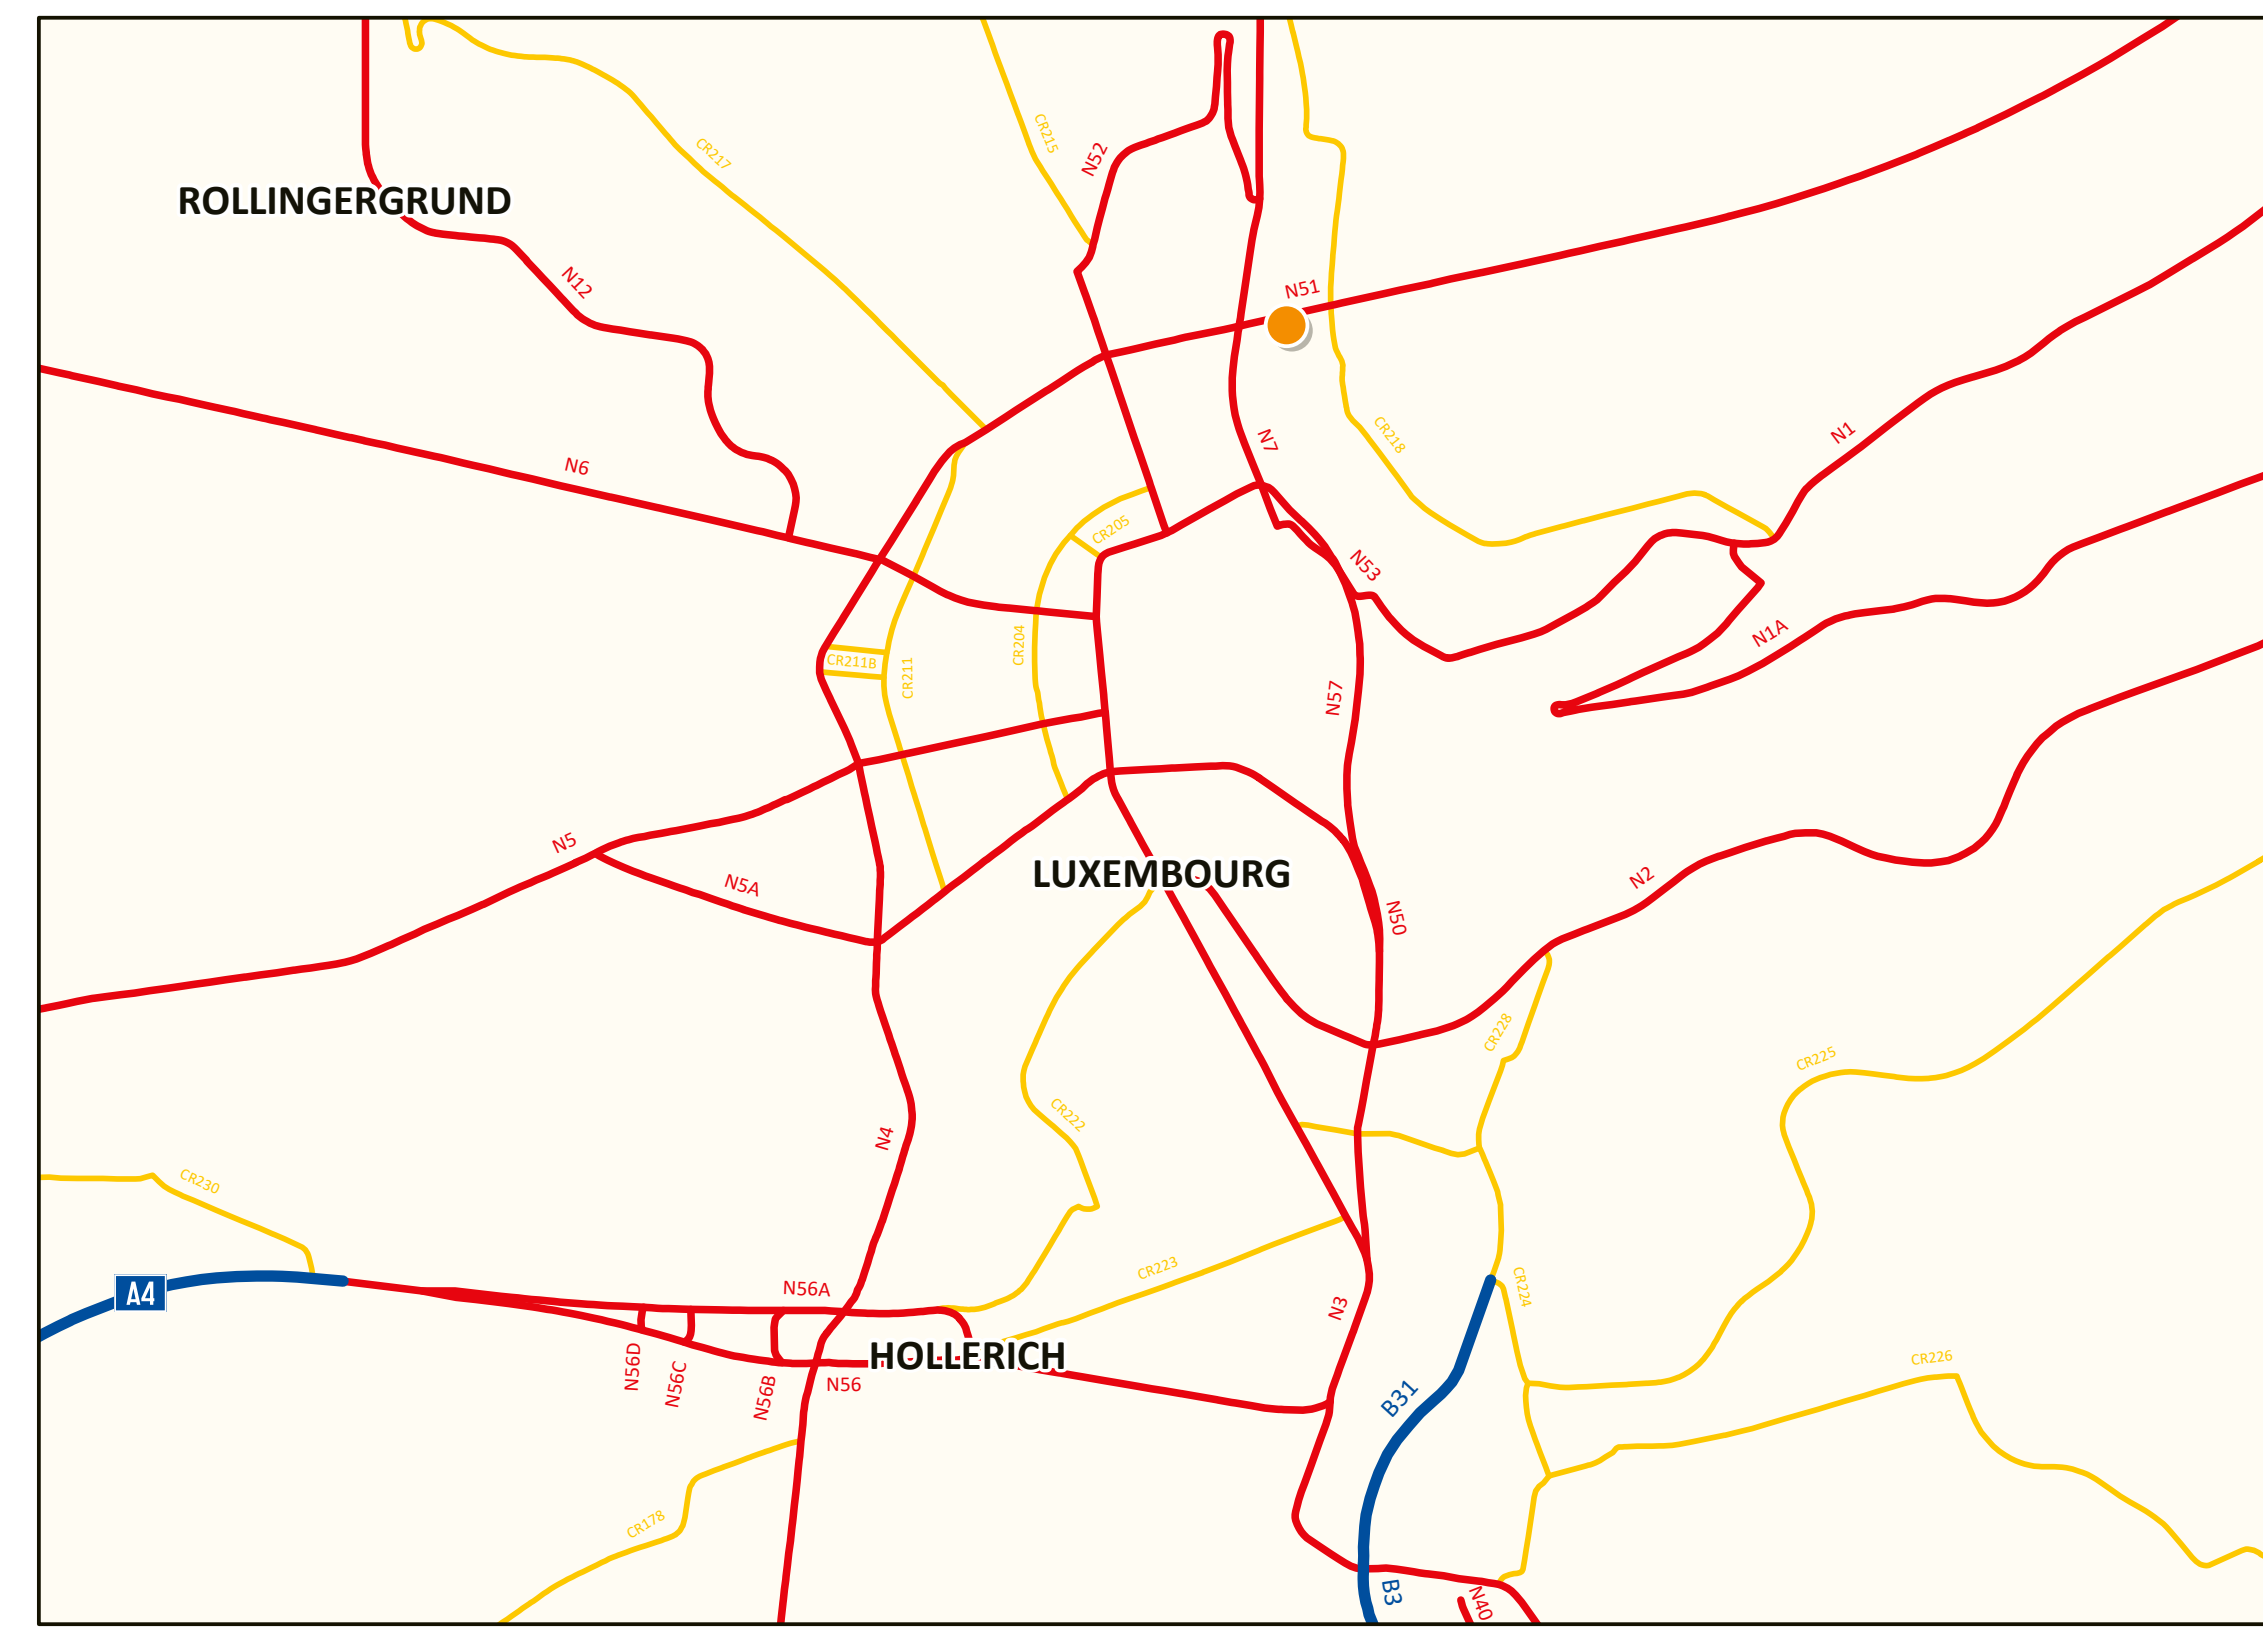 CR215
CR217
N52
ROLLINGERGRUND
N12
N51
N7
CR218
N1
N6
CR205
N53
N1A
CR204
CR211B
CR211
N57
N5
N5A
LUXEMBOURG
N2
N50
CR228
CR225
CR222
N4
CR230
A4
N56A
CR223
CR224
N3
HOLLERICH
N56D
N56C
N56B
N56
CR226
B31
CR178
B3
N40